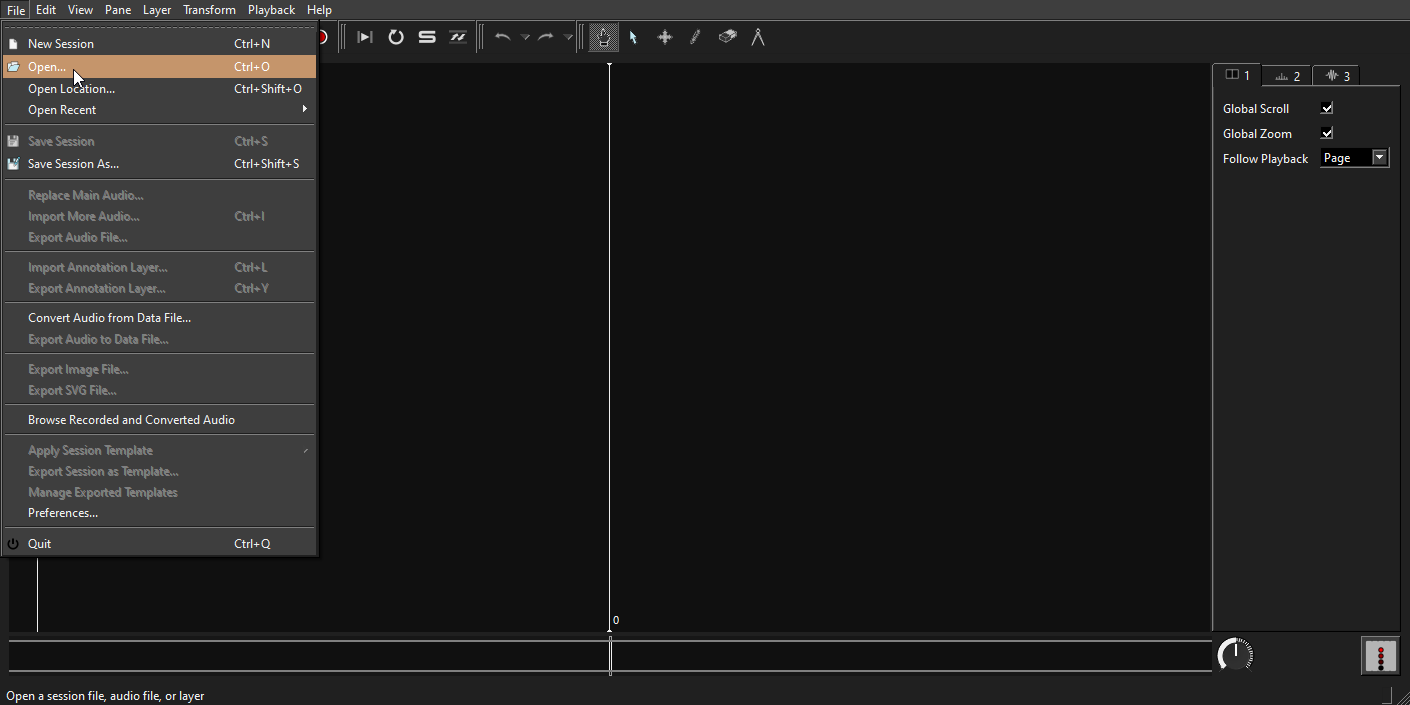 File Edit View Pane Layer Transform Playback Help
New Session Ctrl+N
Open... Ctrl+O
Open Location... Ctrl+Shift+O
Open Recent
Save Session Ctrl+S
Save Session As... Ctrl+Shift+S
Replace Main Audio...
Import More Audio... Ctrl+I
Export Audio File...
Import Annotation Layer... Ctrl+L
Export Annotation Layer... Ctrl+Y
Convert Audio from Data File...
Export Audio to Data File...
Export Image File...
Export SVG File...
Browse Recorded and Converted Audio
Apply Session Template
Export Session as Template...
Manage Exported Templates
Preferences...
Quit Ctrl+Q
0
1 2 3
Global Scroll
Global Zoom
Follow Playback Page
Open a session file, audio file, or layer